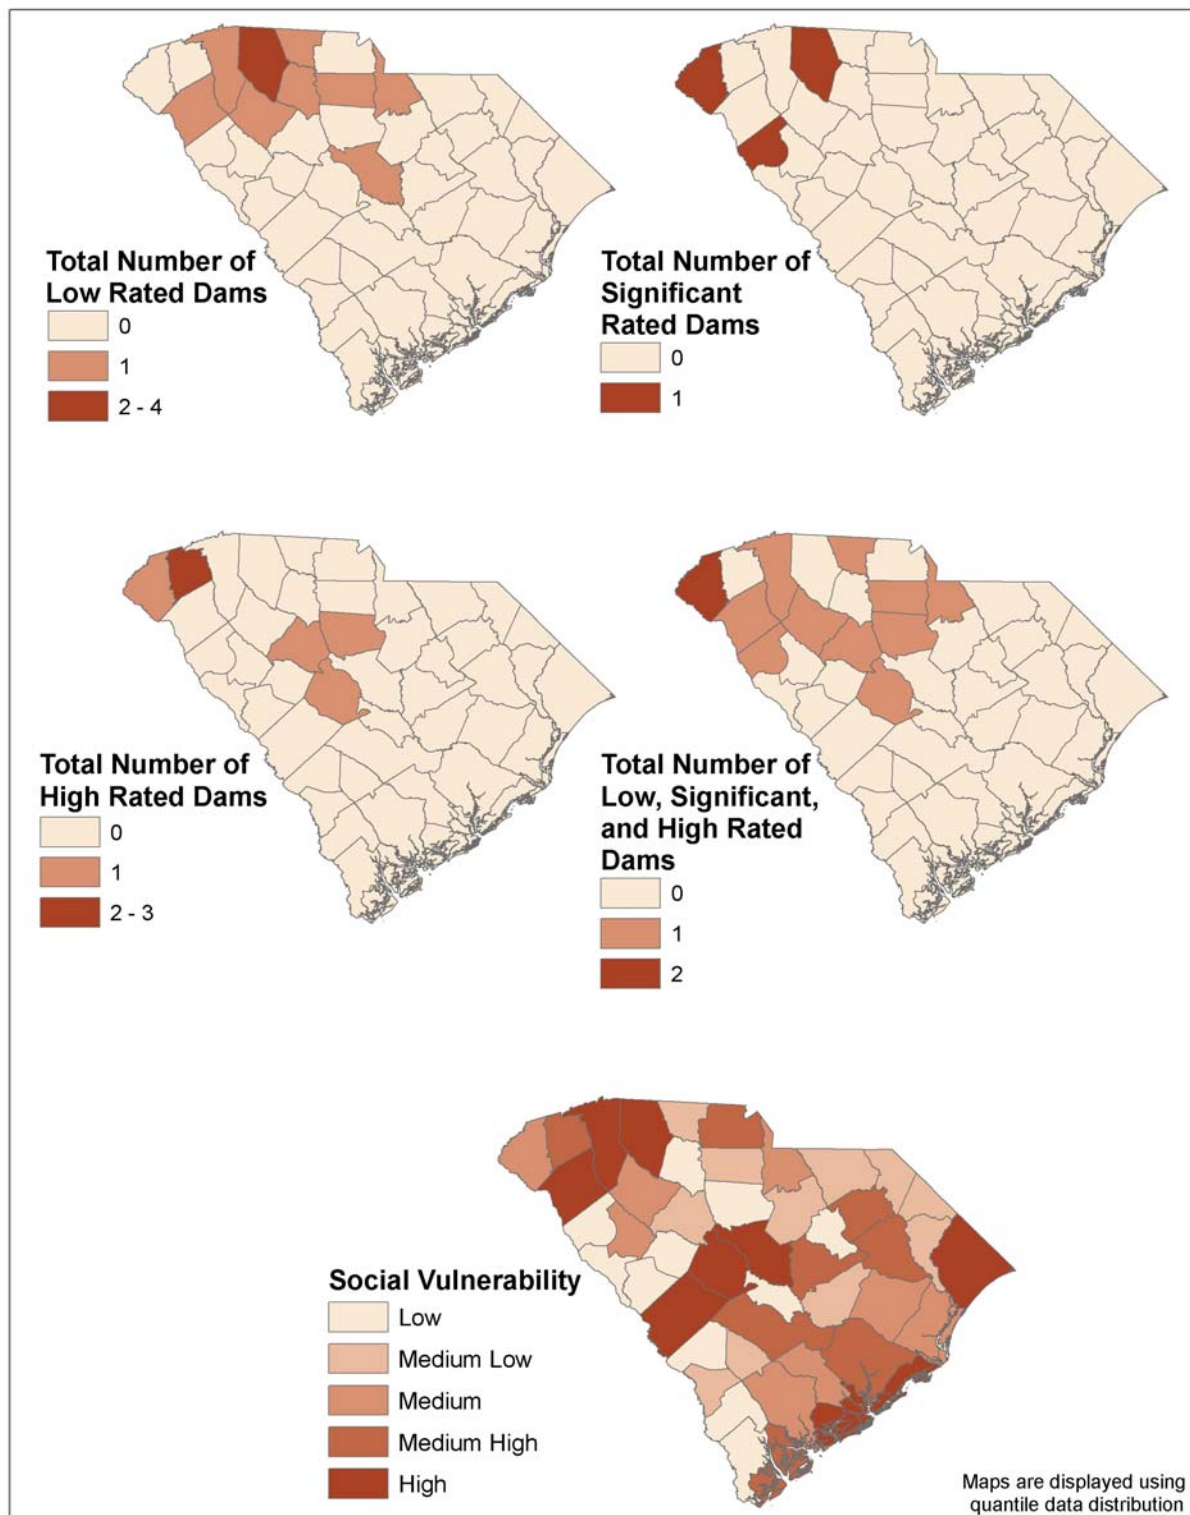 Total Number of
Low Rated Dams
0
1
2 - 4
Total Number of
Significant
Rated Dams
0
1
Total Number of
High Rated Dams
0
1
2 - 3
Total Number of
Low, Significant,
and High Rated
Dams
0
1
2
Social Vulnerability
Low
Medium Low
Medium
Medium High
High
Maps are displayed using
quantile data distribution